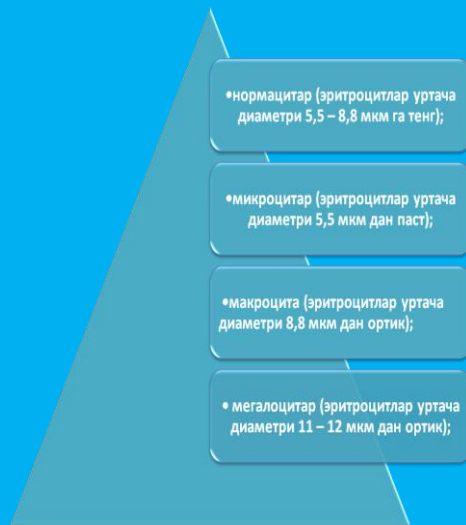 •нормацитар (эритроцитлар уртача
диаметри 5,5 – 8,8 мкм га тенг);
•микроцитар (эритроцитлар уртача
диаметри 5,5 мкм дан паст);
•макроцита (эритроцитлар уртача
диаметри 8,8 мкм дан ортик);
• мегалоцитар (эритроцитлар уртача
диаметри 11 – 12 мкм дан ортик);